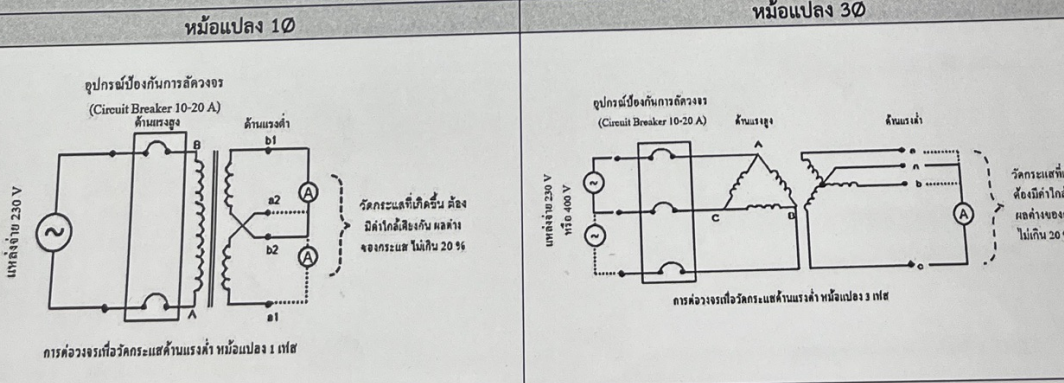 หม้อแปลง 1Ø
อุปกรณ์ป้องกันการลัดวงจร
(Circuit Breaker 10-20 A)
ด้านแรงสูง
ด้านแรงต่ำ
B
b1
A
a2
b2
A
A
a1
แหล่งจ่าย 230 V
~
วัดกระแสที่เกิดขึ้น ต้อง
มีค่าใกล้เคียงกัน ผลต่าง
ของกระแส ไม่เกิน 20 %
การต่อวงจรเพื่อวัดกระแสด้านแรงต่ำ หม้อแปลง 1 เฟส
หม้อแปลง 3Ø
อุปกรณ์ป้องกันการลัดวงจร
(Circuit Breaker 10-20 A)
ด้านแรงสูง
ด้านแรงต่ำ
A
C
B
a
n
b
c
A
แหล่งจ่าย 230 V
หรือ 400 V
~
~
วัดกระแสที่
ต้องมีค่าใกล้
ผลต่างของ
ไม่เกิน 20
การต่อวงจรเพื่อวัดกระแสด้านแรงต่ำ หม้อแปลง 3 เฟส